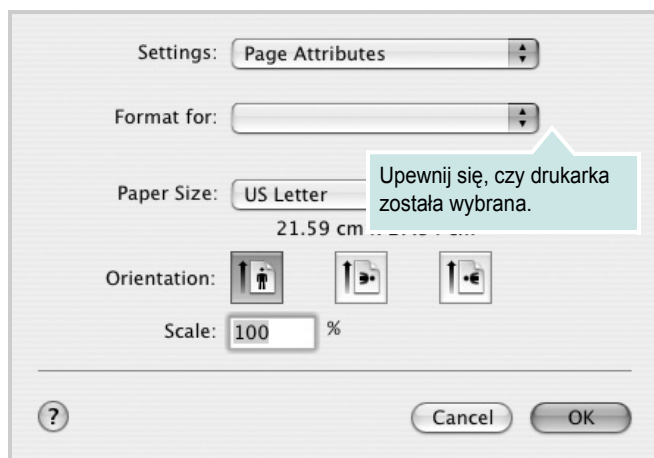 Settings: Page Attributes
Format for:
Upewnij się, czy drukarka
została wybrana.
Paper Size: US Letter
21.59 cm
Orientation:
Scale: 100 %
? Cancel OK